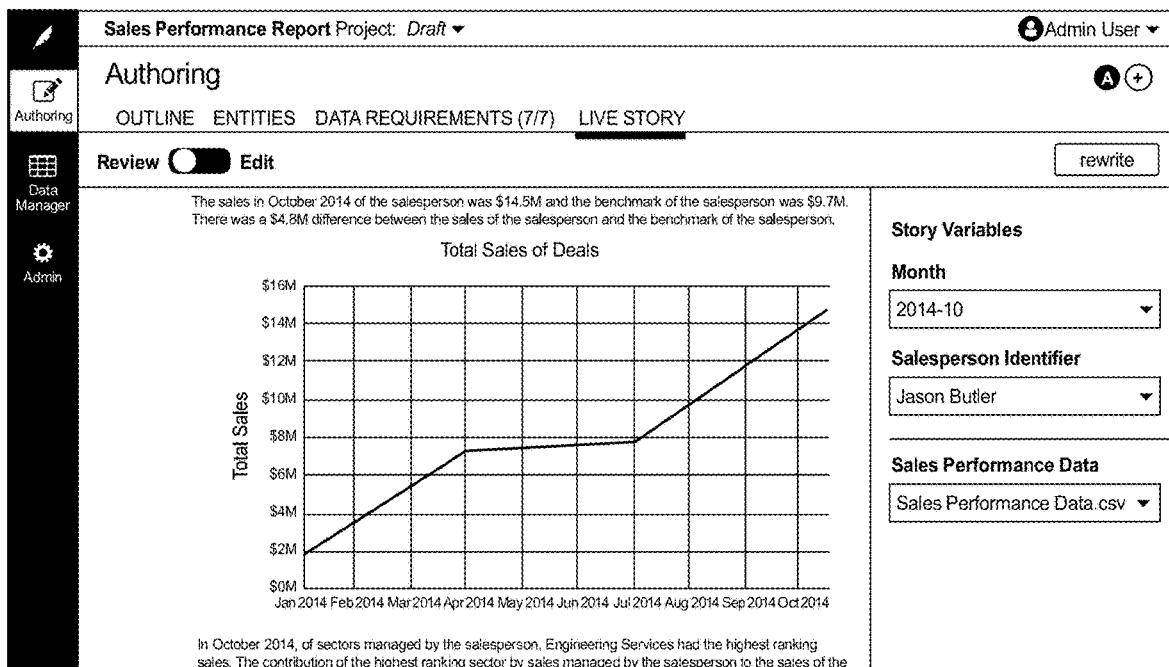 Sales Performance Report Project: Draft
Admin User
Authoring
A +
OUTLINE ENTITIES DATA REQUIREMENTS (7/7) LIVE STORY
Authoring
Data
Manager
Admin
Review Edit
rewrite
The sales in October 2014 of the salesperson was $14.5M and the benchmark of the salesperson was $9.7M.
There was a $4.8M difference between the sales of the salesperson and the benchmark of the salesperson.
Total Sales of Deals
Total Sales
$16M
$14M
$12M
$10M
$8M
$6M
$4M
$2M
$0M
Jan 2014 Feb 2014 Mar 2014 Apr 2014 May 2014 Jun 2014 Jul 2014 Aug 2014 Sep 2014 Oct 2014
In October 2014, of sectors managed by the salesperson, Engineering Services had the highest ranking
sales. The contribution of the highest ranking sector by sales managed by the salesperson to the sales of the
Story Variables
Month
2014-10
Salesperson Identifier
Jason Butler
Sales Performance Data
Sales Performance Data.csv